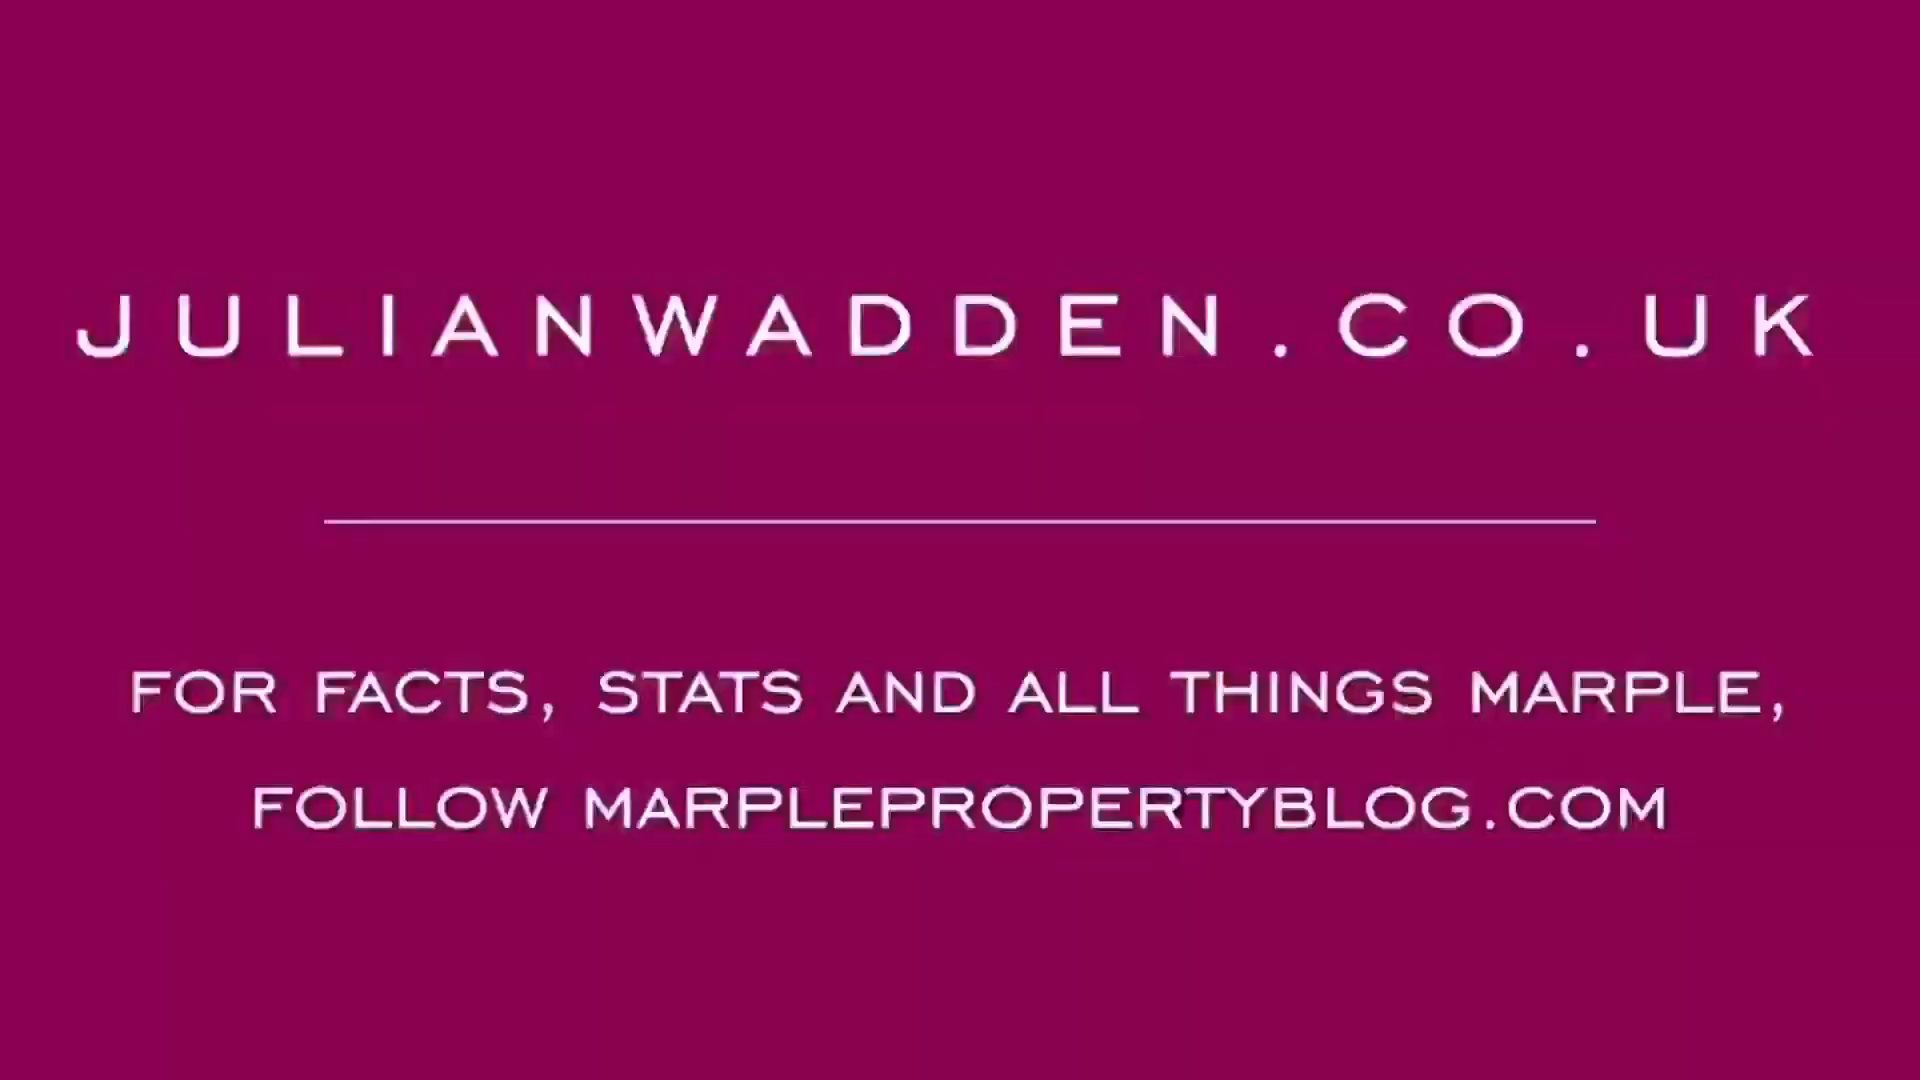 JULIANWADDEN.CO.UK
FOR FACTS, STATS AND ALL THINGS MARPLE,
FOLLOW MARPLEPROPERTYBLOG.COM